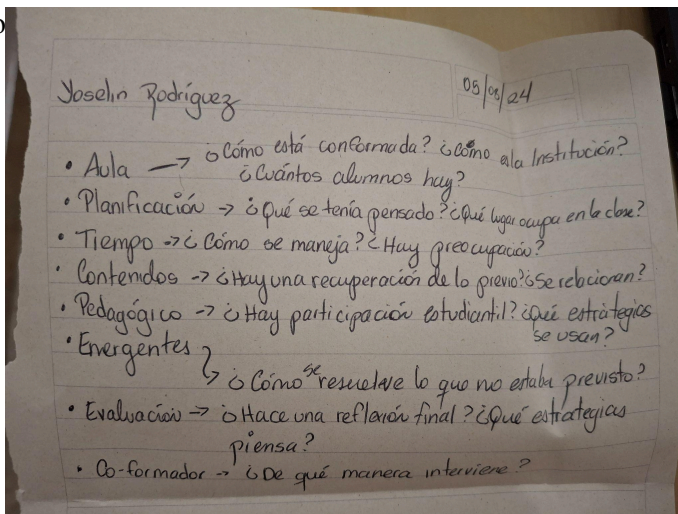 Yoselin Rodríguez
05/08/24
• Aula → ¿Cómo está conformada? ¿Cómo es la Institución?
¿Cuántos alumnos hay?
• Planificación → ¿Qué se tenía pensado? ¿Qué lugar ocupa en la clase?
• Tiempo → ¿Cómo se maneja? ¿Hay preocupación?
• Contenidos → ¿Hay una recuperación de lo previo? ¿Se relacionan?
• Pedagógico → ¿Hay participación estudiantil? ¿Qué estrategias
se usan?
• Emergentes
↳ ¿Cómo se resuelve lo que no estaba previsto?
• Evaluación → ¿Hace una reflexión final? ¿Qué estrategias
piensa?
• Co-formador → ¿De qué manera interviene?